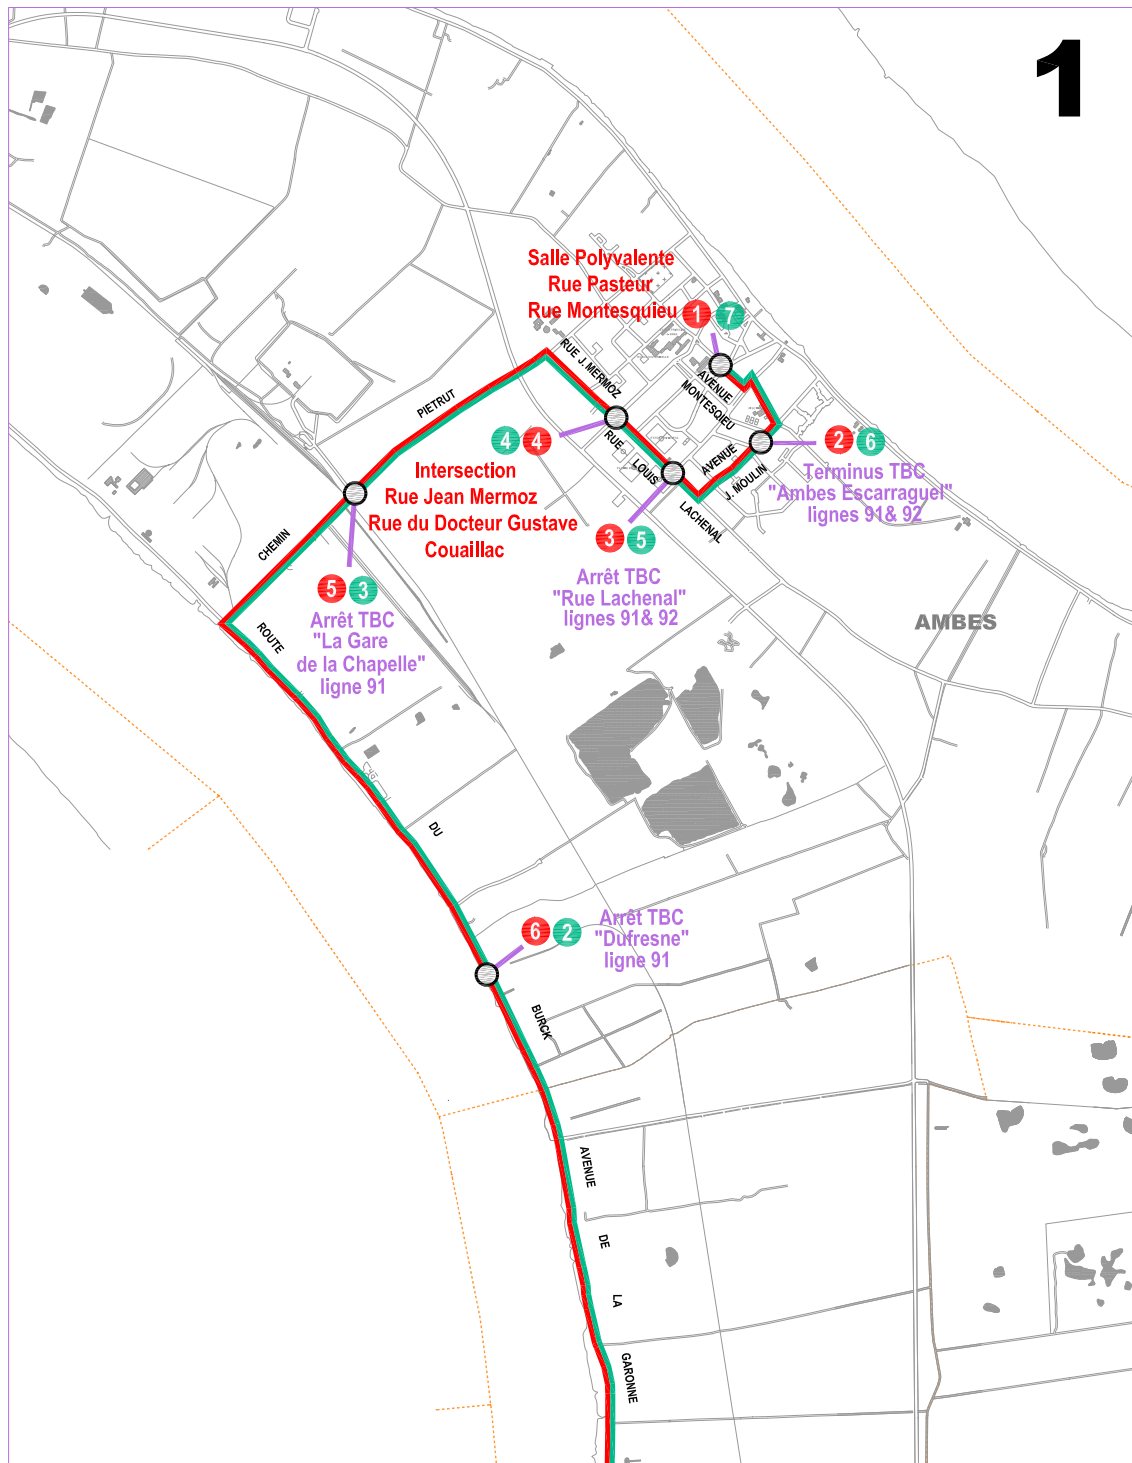 1
Salle Polyvalente
Rue Pasteur
Rue Montesquieu
1 7
RUE J. MERMOZ
AVENUE
MONTESQIEU
PIETRUT
4 4
RUE
LOUIS
LACHENAL
AVENUE
J. MOULIN
2 6
Terminus TBC
"Ambes Escarraguel"
lignes 91& 92
Intersection
Rue Jean Mermoz
Rue du Docteur Gustave
Couaillac
CHEMIN
3 5
Arrêt TBC
"Rue Lachenal"
lignes 91& 92
5 3
Arrêt TBC
"La Gare
de la Chapelle"
ligne 91
AMBES
ROUTE
DU
6 2
Arrêt TBC
"Dufresne"
ligne 91
BURCK
AVENUE
DE
LA
GARONNE